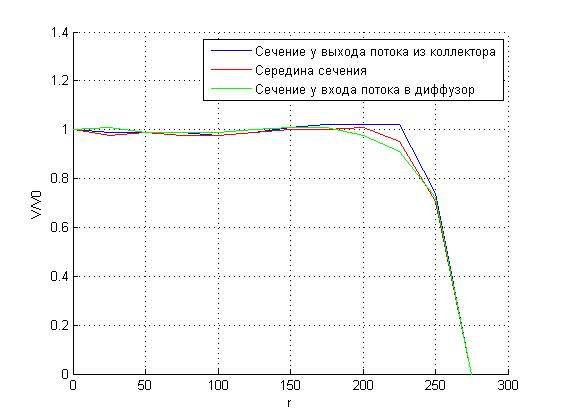 1.4
1.2
1
0.8
0.6
0.4
0.2
0
V/V0
Сечение у выхода потока из коллектора
Середина сечения
Сечение у входа потока в диффузор
0 50 100 150 200 250 300
r